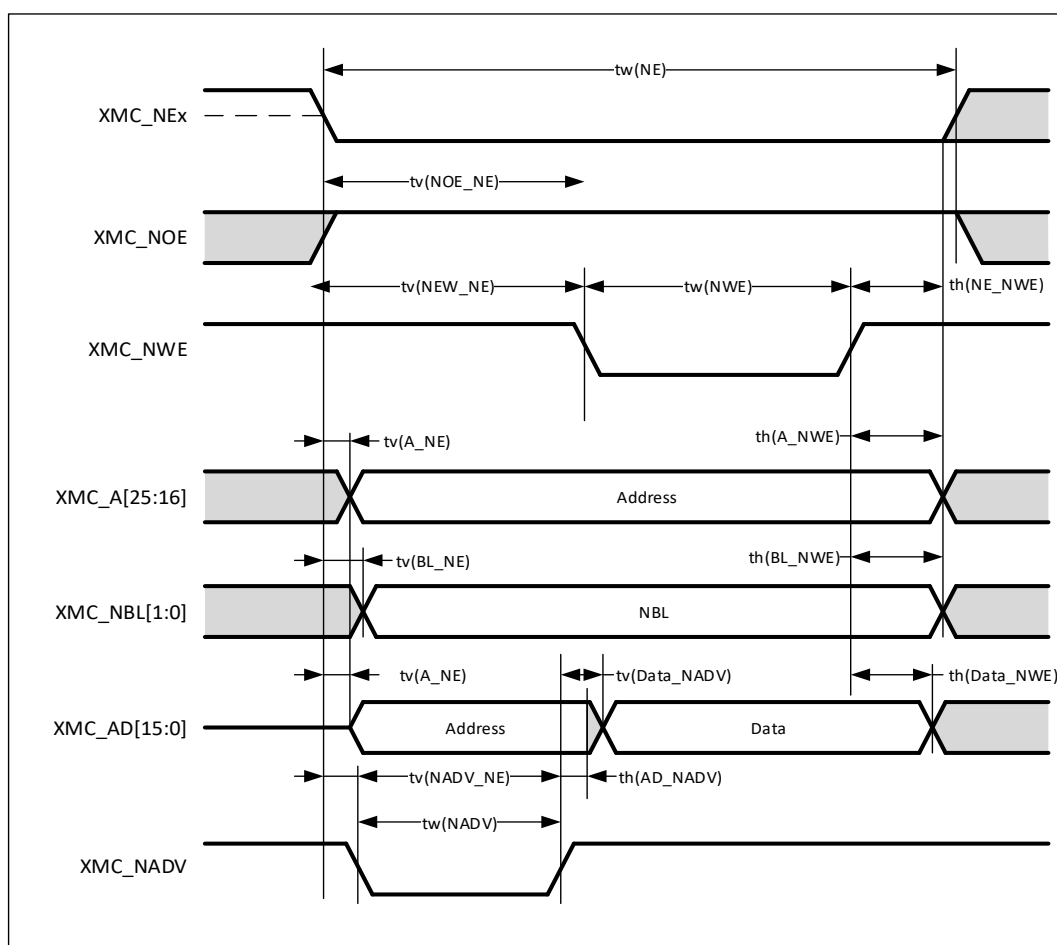 tw(NE)
XMC_NEx
tv(NOE_NE)
XMC_NOE
tv(NEW_NE)
tw(NWE)
th(NE_NWE)
XMC_NWE
tv(A_NE)
th(A_NWE)
XMC_A[25:16]
Address
tv(BL_NE)
th(BL_NWE)
XMC_NBL[1:0]
NBL
tv(A_NE)
tv(Data_NADV)
th(Data_NWE)
XMC_AD[15:0]
Address
Data
tv(NADV_NE)
th(AD_NADV)
tw(NADV)
XMC_NADV